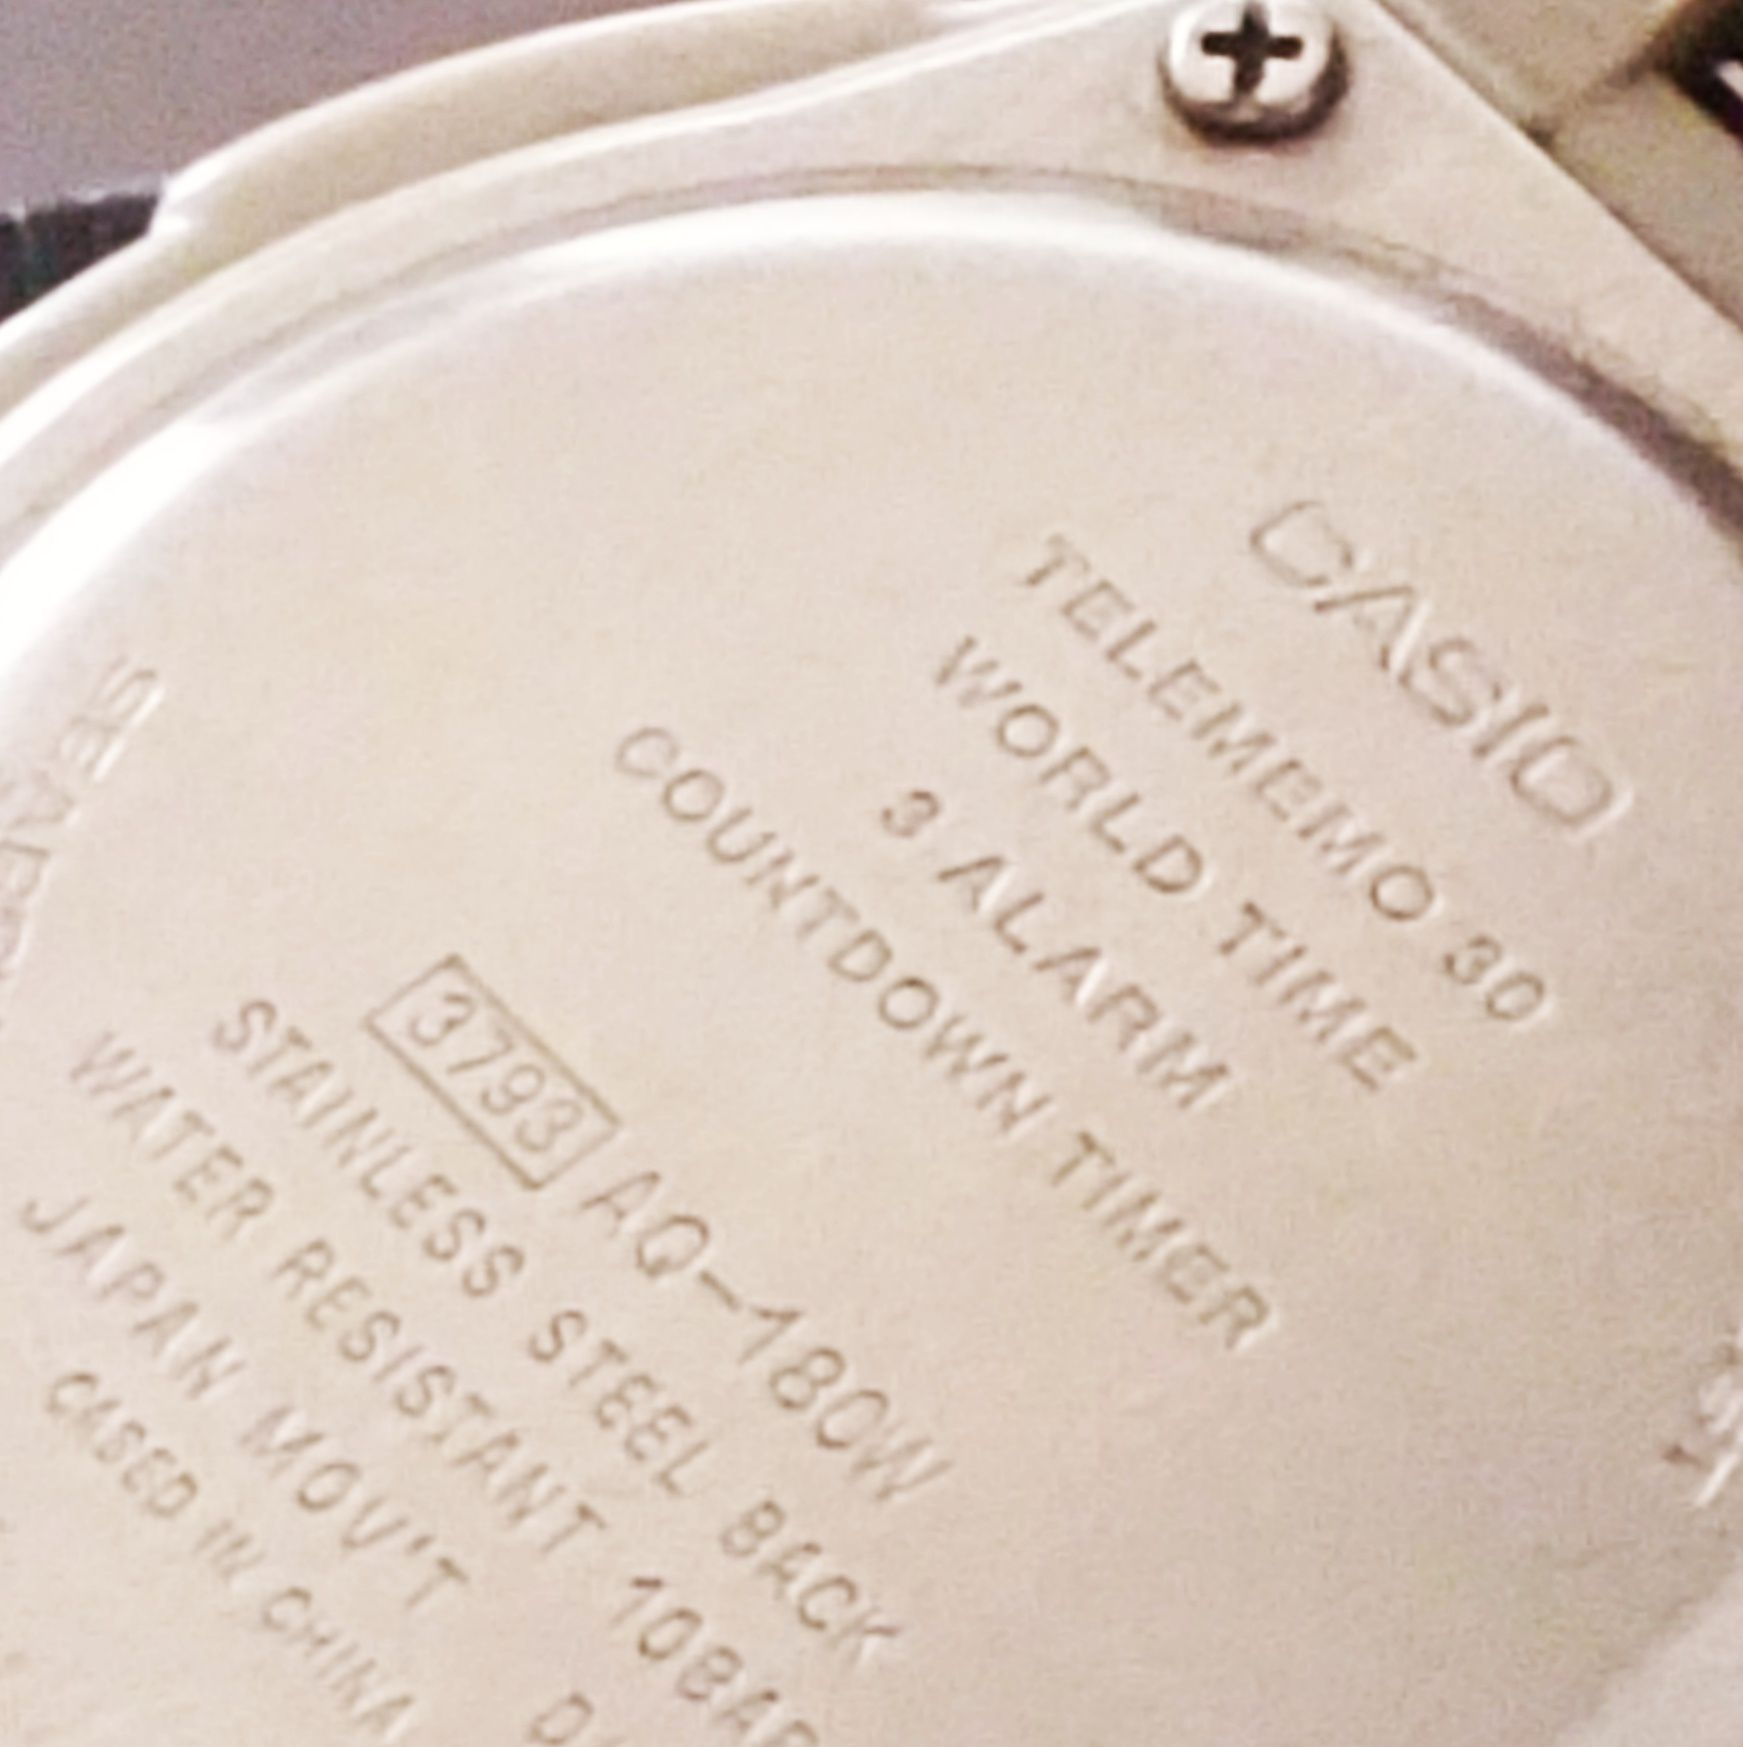 CASIO
TELEMEMO 30
WORLD TIME
3 ALARM
COUNTDOWN TIMER
3793 AQ-180W
STAINLESS STEEL BACK
WATER RESISTANT 10BAR
JAPAN MOV'T
CASED IN CHINA